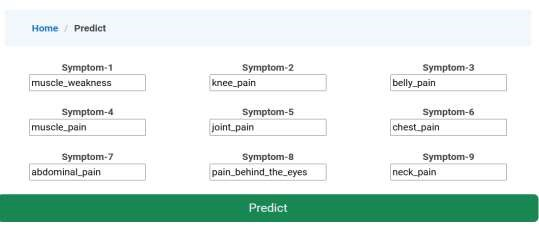 Home / Predict
Symptom-1 Symptom-2 Symptom-3
muscle_weakness knee_pain belly_pain
Symptom-4 Symptom-5 Symptom-6
muscle_pain joint_pain chest_pain
Symptom-7 Symptom-8 Symptom-9
abdominal_pain pain_behind_the_eyes neck_pain
Predict